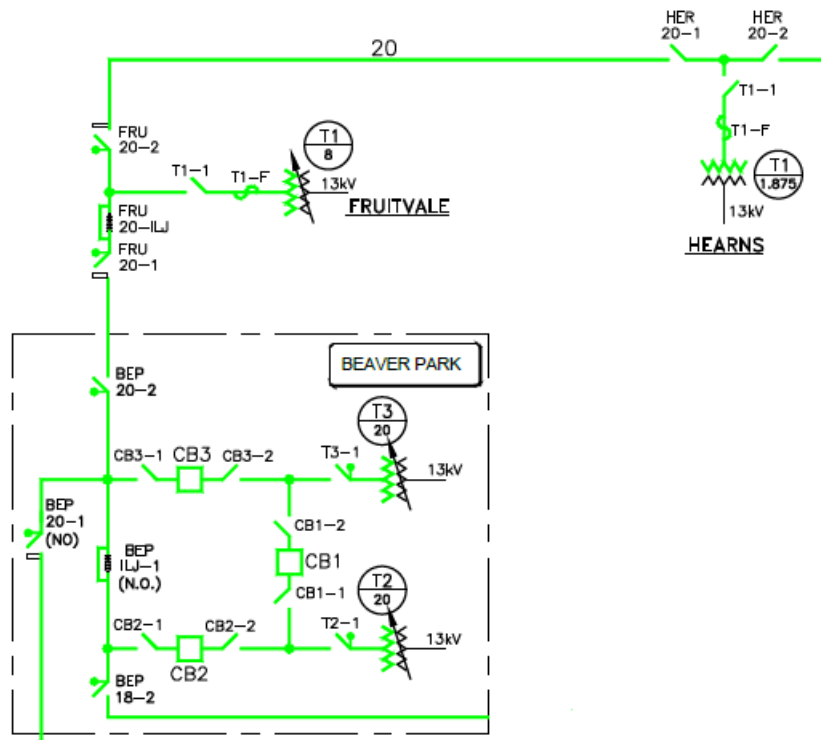 HER
20-1
HER
20-2
20
T1-1
T1-F
T1
1.875
13kV
HEARNS
FRU
20-2
T1-1
T1-F
T1
8
13kV
FRUITVALE
FRU
20-ILJ
FRU
20-1
BEAVER PARK
BEP
20-2
T3
20
CB3-1
CB3
CB3-2
T3-1
13kV
BEP
20-1
(NO)
CB1-2
BEP
ILJ-1
(N.O.)
CB1
CB1-1
T2
20
CB2-1
CB2
CB2-2
T2-1
13kV
BEP
18-2